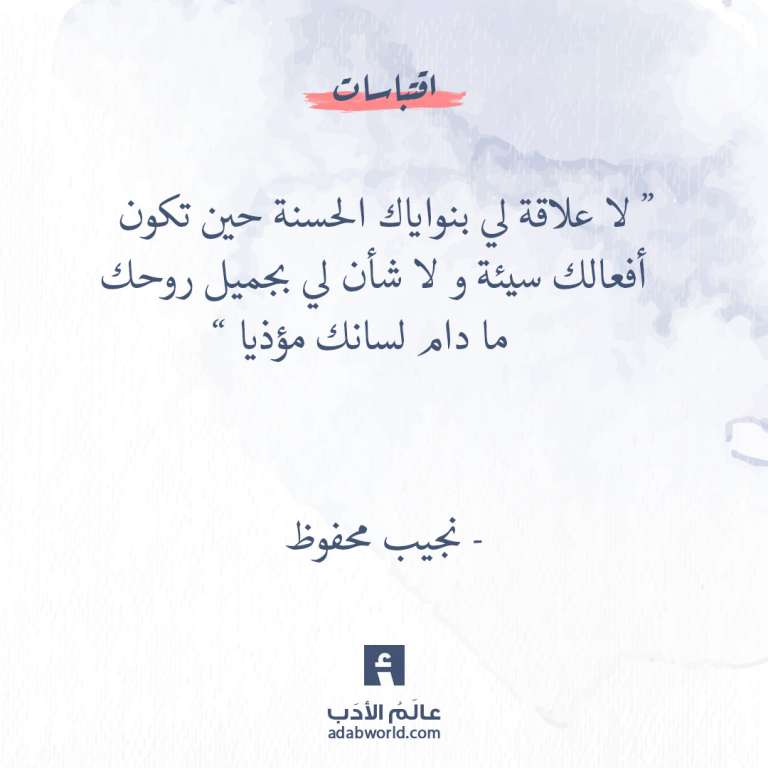 اقتباسات
” لا علاقة لي بنواياك الحسنة حين تكون
أفعالك سيئة و لا شأن لي بجميل روحك
ما دام لسانك مؤذيا “
- نجيب محفوظ
أ
عالَمُ الأدَب
adabworld.com